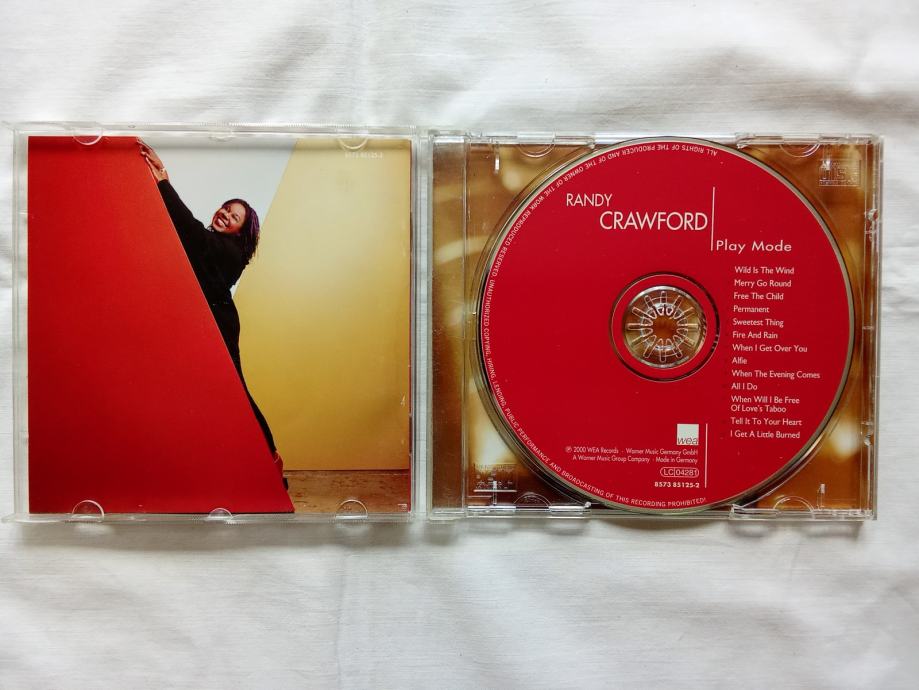 8573 85125-2
RANDY
CRAWFORD
Play Mode
Wild Is The Wind
Merry Go Round
Free The Child
Permanent
Sweetest Thing
Fire And Rain
When I Get Over You
Alfie
When The Evening Comes
All I Do
When Will I Be Free
Of Love's Taboo
Tell It To Your Heart
I Get A Little Burned
wea
℗ 2000 WEA Records · Warner Music Germany GmbH
A Warner Music Group Company · Made in Germany
LC 04281
8573 85125-2
ALL RIGHTS OF THE PRODUCER AND OF THE OWNER OF THE WORK REPRODUCED RESERVED. UNAUTHORIZED COPYING, HIRING, LENDING, PUBLIC PERFORMANCE AND BROADCASTING OF THIS RECORDING PROHIBITED!